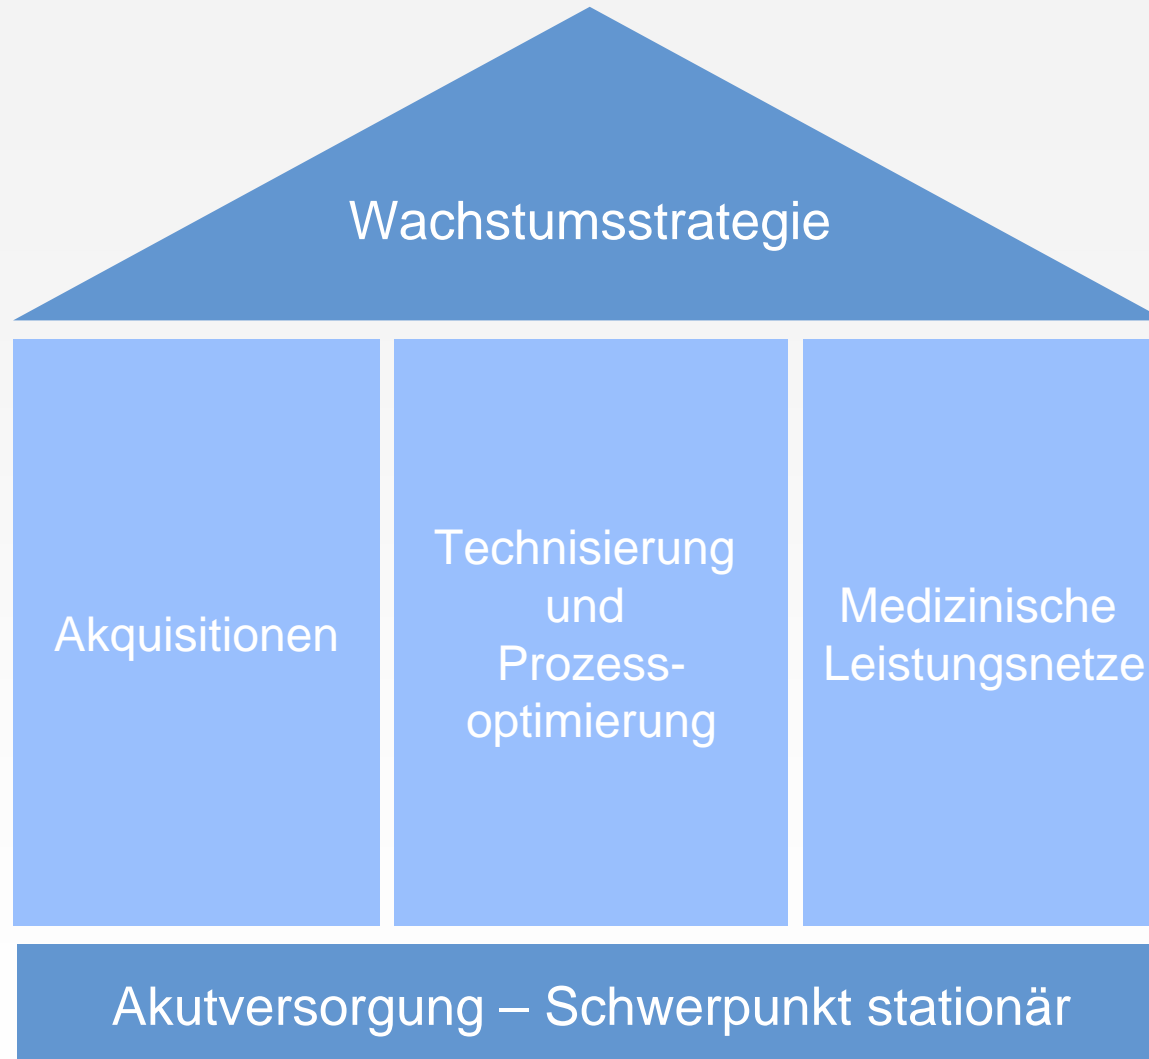 Wachstumsstrategie
Akquisitionen
Technisierung
und
Prozess-
optimierung
Medizinische
Leistungsnetze
Akutversorgung – Schwerpunkt stationär